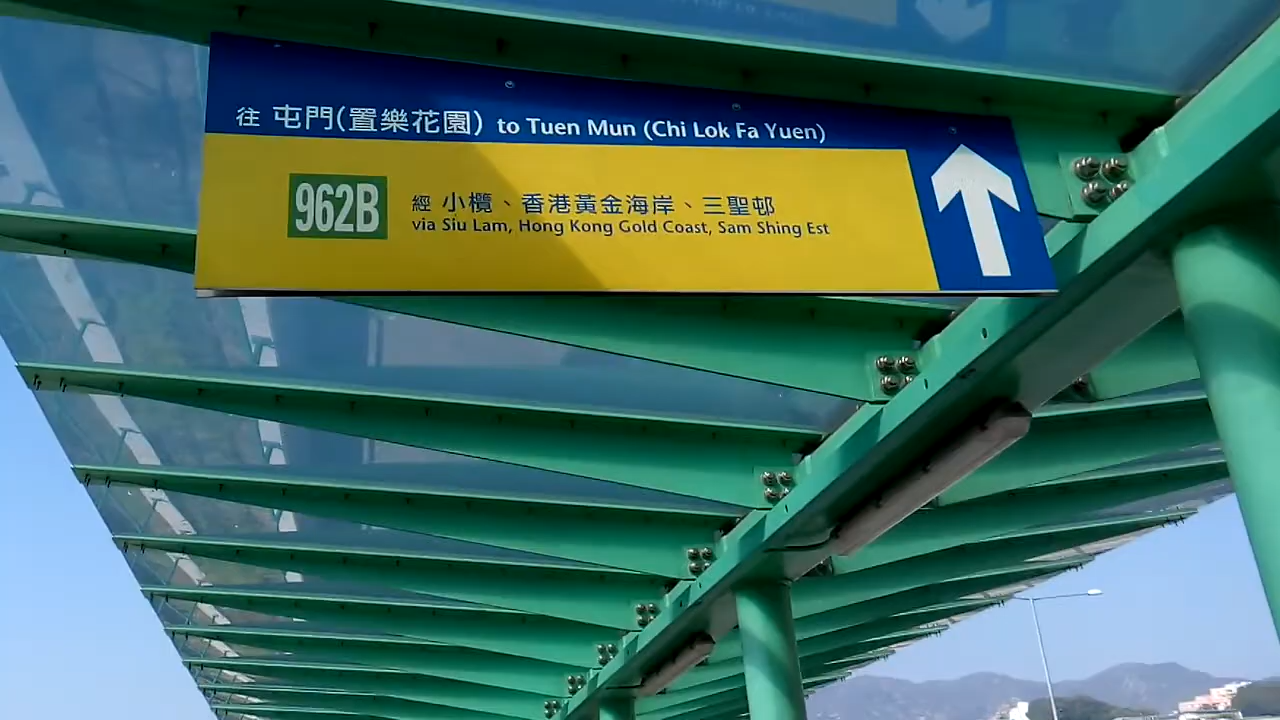 往 屯門(置樂花園) to Tuen Mun (Chi Lok Fa Yuen)
962B
經 小欖、香港黃金海岸、三聖邨
via Siu Lam, Hong Kong Gold Coast, Sam Shing Est